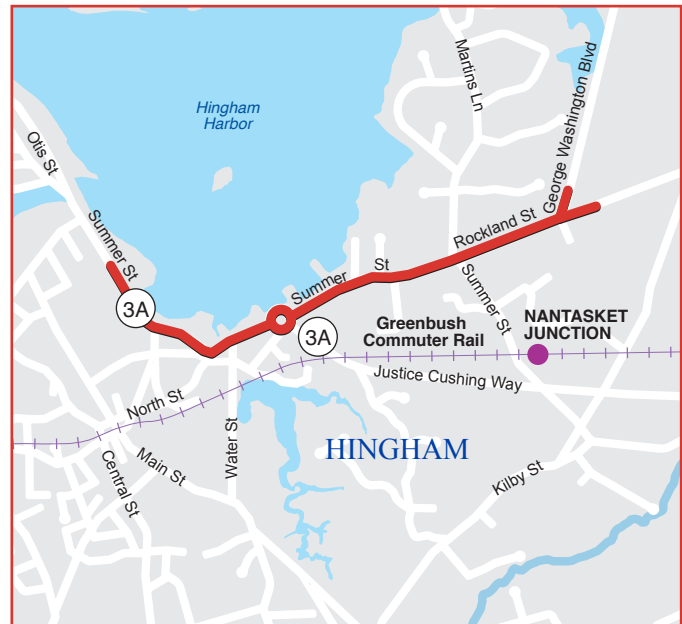 Martins Ln
George Washington Blvd
Hingham
Harbor
Otis St
Summer St
Rockland St
Summer
St
Summer St
3A
3A
Greenbush
Commuter Rail
NANTASKET
JUNCTION
Justice Cushing Way
North St
Water St
Main St
Central St
HINGHAM
Kilby St